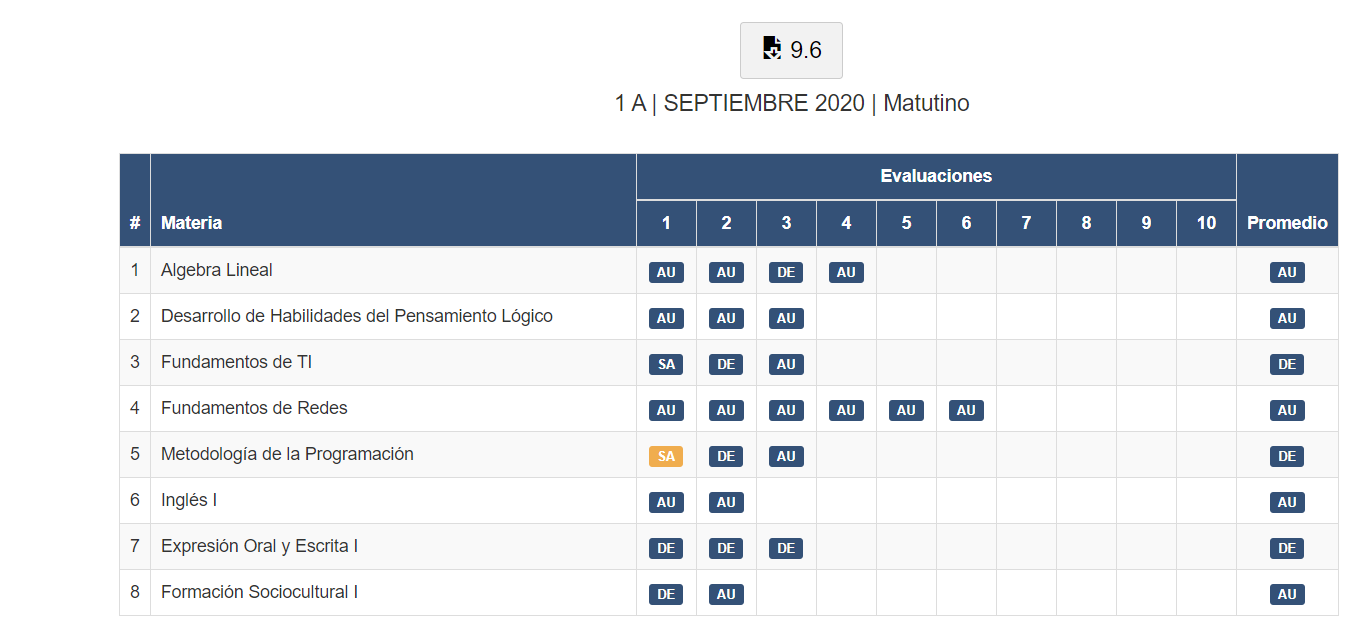 9.6
1 A | SEPTIEMBRE 2020 | Matutino
Evaluaciones
# Materia 1 2 3 4 5 6 7 8 9 10 Promedio
1 Algebra Lineal AU AU DE AU AU
2 Desarrollo de Habilidades del Pensamiento Lógico AU AU AU AU
3 Fundamentos de TI SA DE AU DE
4 Fundamentos de Redes AU AU AU AU AU AU AU
5 Metodología de la Programación SA DE AU DE
6 Inglés I AU AU AU
7 Expresión Oral y Escrita I DE DE DE DE
8 Formación Sociocultural I DE AU AU